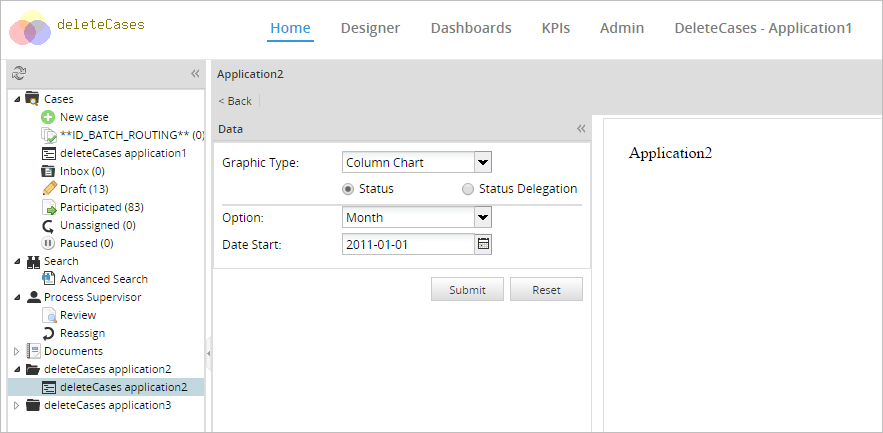 deleteCases
Home Designer Dashboards KPIs Admin DeleteCases - Application1
Cases
New case
**ID_BATCH_ROUTING** (0)
deleteCases application1
Inbox (0)
Draft (13)
Participated (83)
Unassigned (0)
Paused (0)
Search
Advanced Search
Process Supervisor
Review
Reassign
Documents
deleteCases application2
deleteCases application2
deleteCases application3
Application2
< Back
Data
Graphic Type: Column Chart
Status Status Delegation
Option: Month
Date Start: 2011-01-01
Submit Reset
Application2